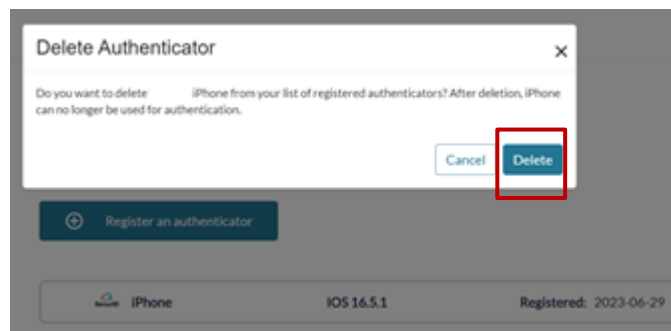 Delete Authenticator ×
Do you want to delete iPhone from your list of registered authenticators? After deletion, iPhone
can no longer be used for authentication.
Cancel Delete
Register an authenticator
iPhone IOS 16.5.1 Registered: 2023-06-29